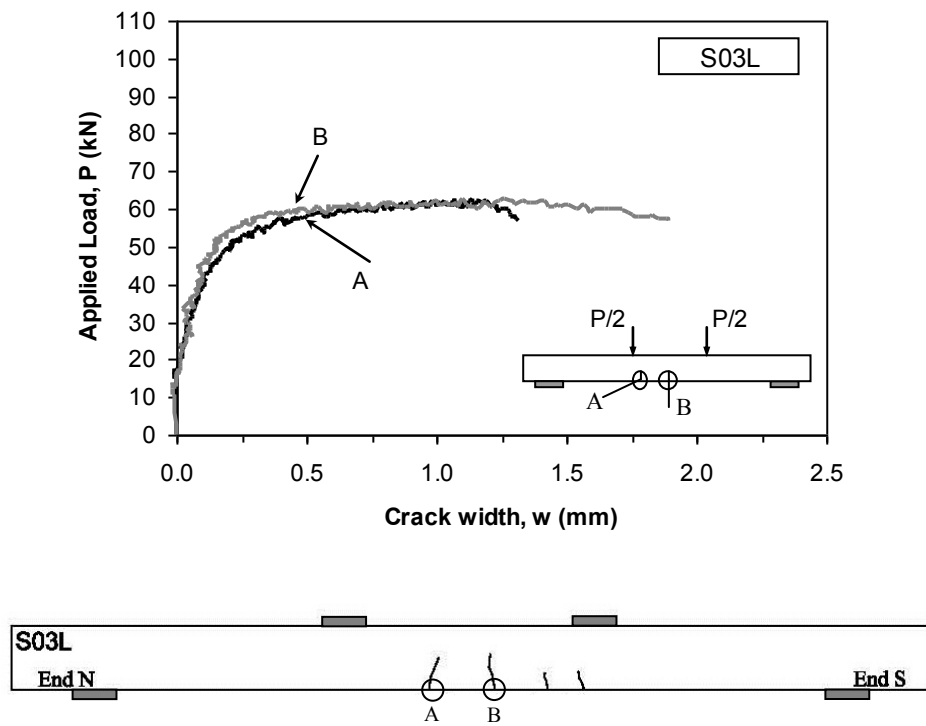 S03L
Applied Load, P (kN)
110
100
90
80
70
60
50
40
30
20
10
0
B
A
P/2 P/2
A B
0.0 0.5 1.0 1.5 2.0 2.5
Crack width, w (mm)
S03L
End N End S
A B